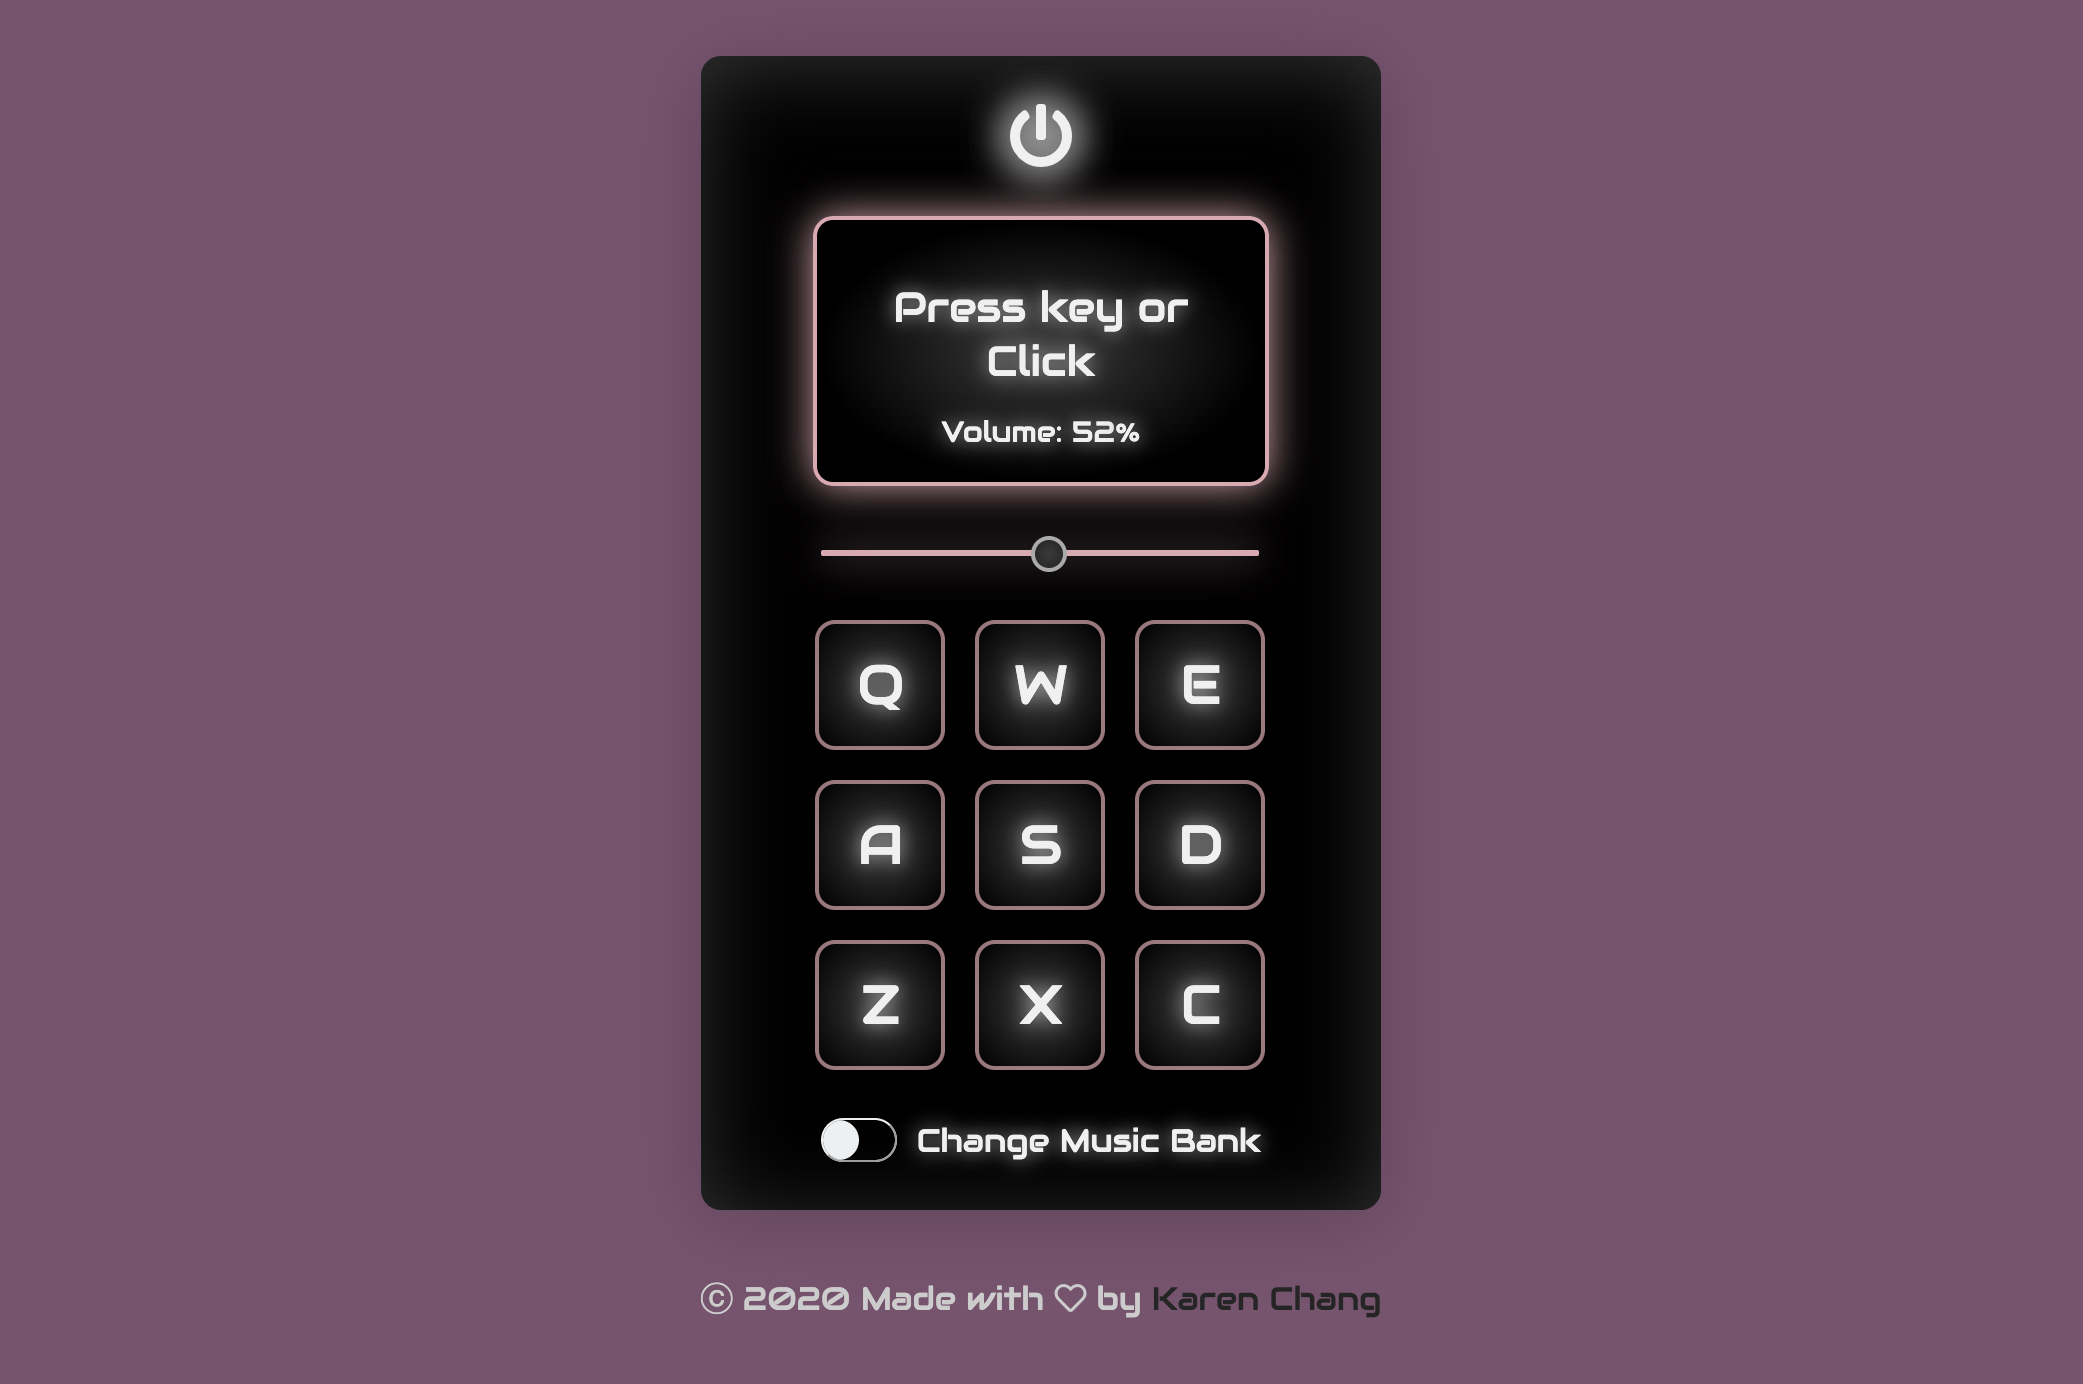 Press key or
Click
Volume: 52%
Q W E
A S D
Z X C
Change Music Bank
© 2020 Made with ♡ by Karen Chang